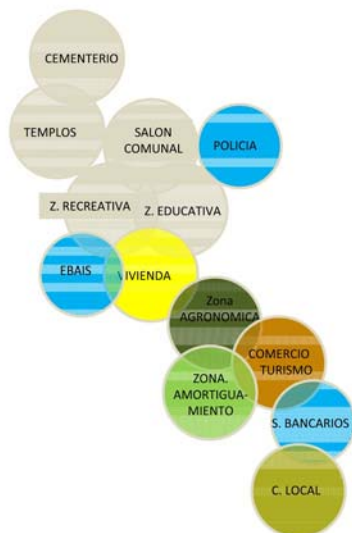 CEMENTERIO
TEMPLOS
SALON
COMUNAL
POLICIA
Z. RECREATIVA
Z. EDUCATIVA
EBAIS
VIVIENDA
Zona
AGRONOMICA
COMERCIO
TURISMO
ZONA.
AMORTIGUA-
MIENTO
S. BANCARIOS
C. LOCAL